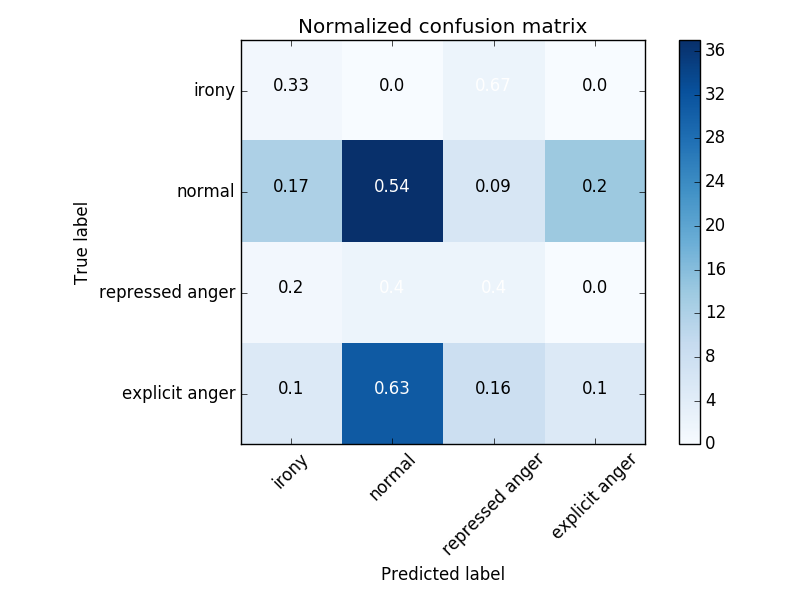 Normalized confusion matrix
True label
irony 0.33 0.0 0.67 0.0
normal 0.17 0.54 0.09 0.2
repressed anger 0.2 0.4 0.4 0.0
explicit anger 0.1 0.63 0.16 0.1
irony normal repressed anger explicit anger
Predicted label
36
32
28
24
20
16
12
8
4
0